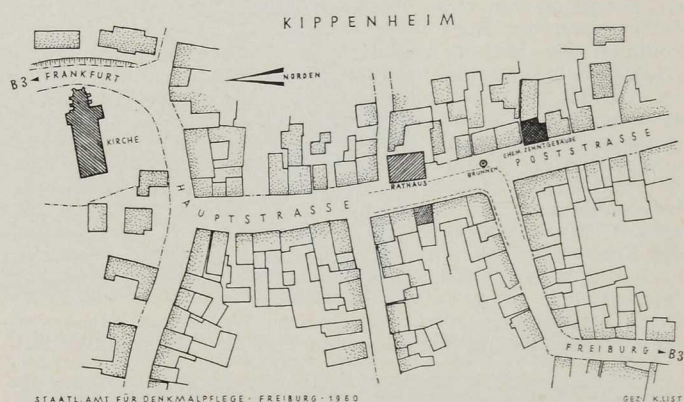 KIPPENHEIM
B3 FRANKFURT
NORDEN
KIRCHE
HAUPTSTRASSE
RATHAUS
BRUNNEN
EHEM. ZEHNTGEBÄUDE
POSTSTRASSE
FREIBURG B3
STAATL. AMT FÜR DENKMALPFLEGE - FREIBURG - 1960
GEZ. K.LIST